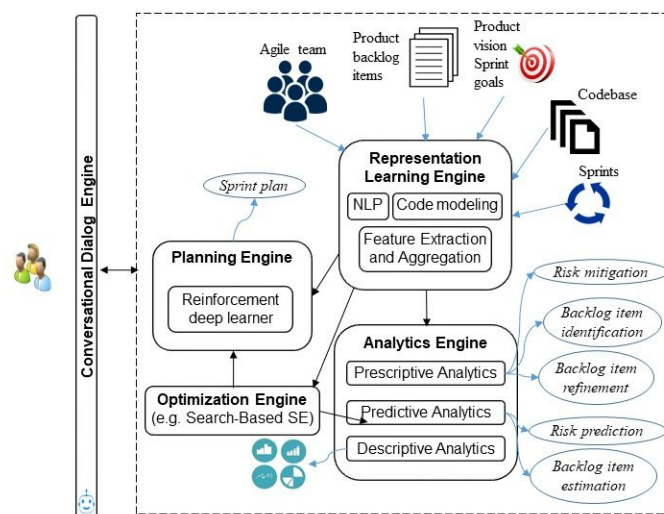 Conversational Dialog Engine
Agile team
Product
backlog
items
Product
vision
Sprint
goals
Codebase
Sprints
Representation
Learning Engine
NLP
Code modeling
Feature Extraction
and Aggregation
Sprint plan
Planning Engine
Reinforcement
deep learner
Optimization Engine
(e.g. Search-Based SE)
Analytics Engine
Prescriptive Analytics
Predictive Analytics
Descriptive Analytics
Risk mitigation
Backlog item
identification
Backlog item
refinement
Risk prediction
Backlog item
estimation